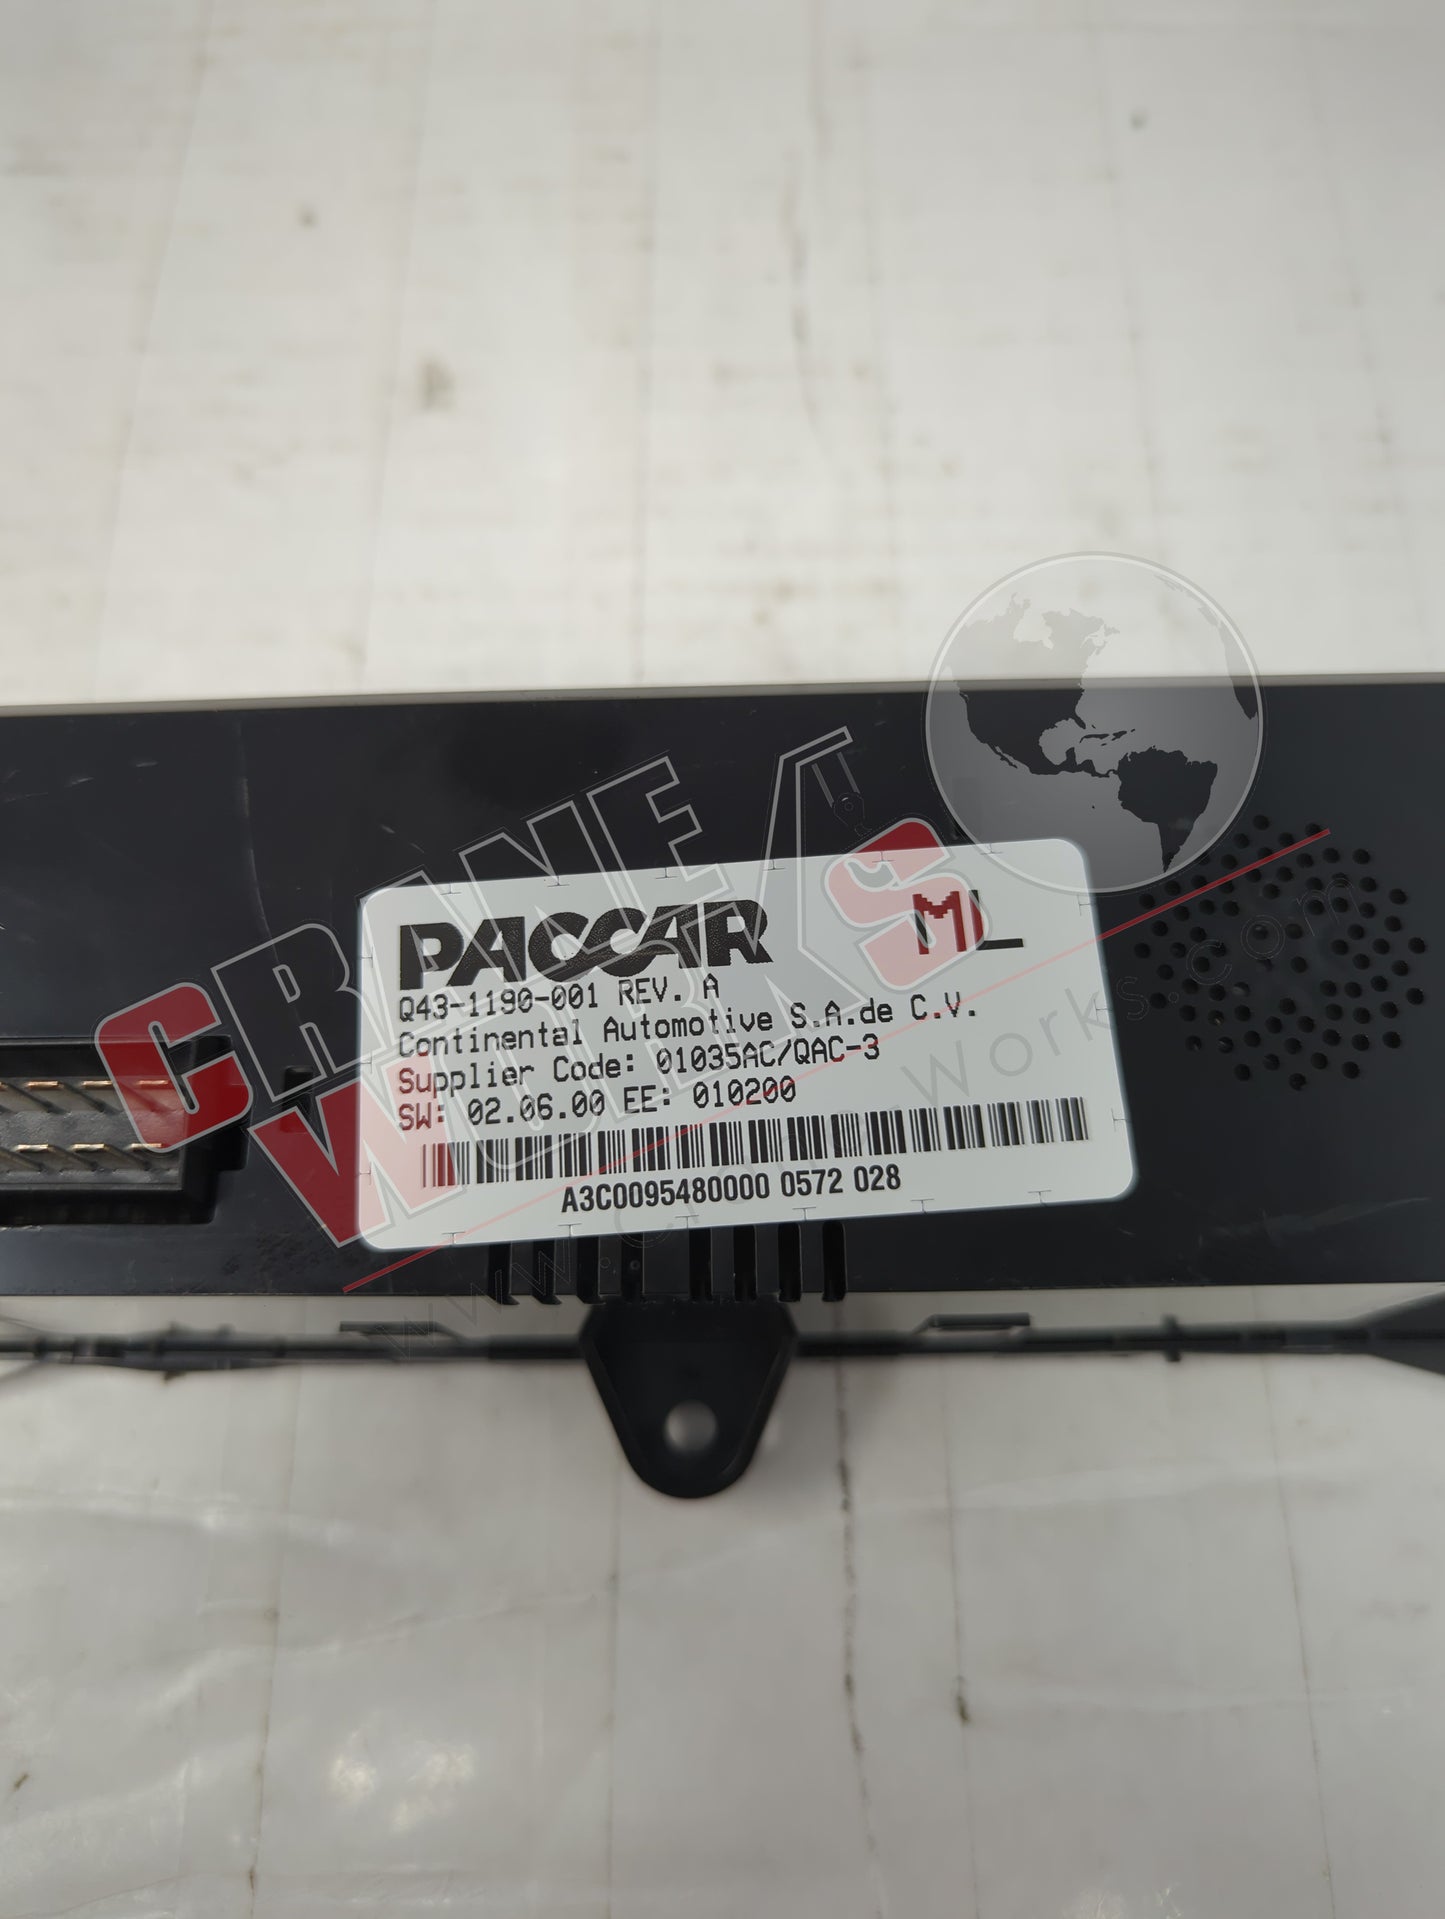 PACCAR ML
Q43-1190-001 REV. A
Continental Automotive S.A.de C.V.
Supplier Code: 01035AC/QAC-3
SW: 02.06.00 EE: 010200
A3C0095480000 0572 028
CRANE
WORKS
www.CraneWorks.com